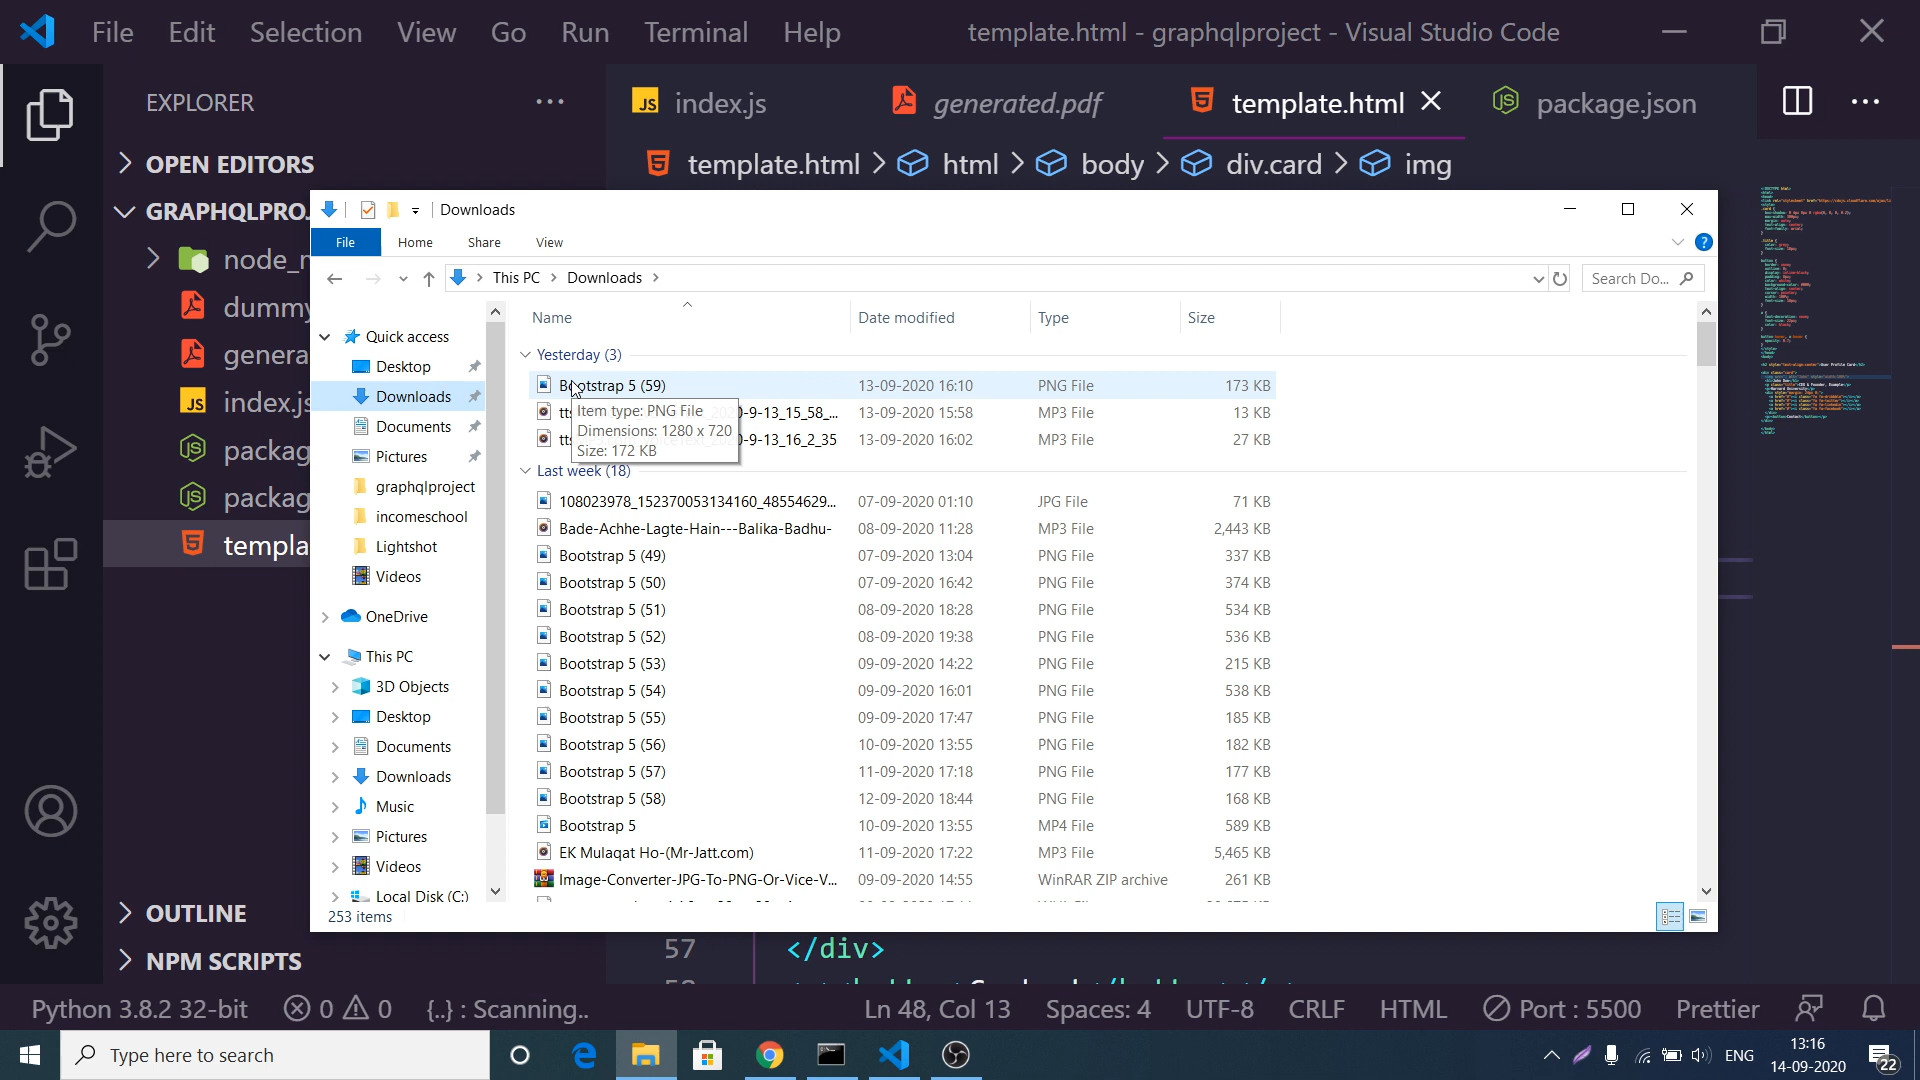 File Edit Selection View Go Run Terminal Help template.html - graphqlproject - Visual Studio Code
EXPLORER
JS index.js generated.pdf template.html package.json
OPEN EDITORS
template.html > html > body > div.card > img
GRAPHQLPROJ
node_m
dummy
genera
JS index.js
packag
packag
templa
OUTLINE
NPM SCRIPTS
Downloads
File Home Share View
This PC > Downloads >
Search Do...
Quick access
Desktop
Downloads
Documents
Pictures
graphqlproject
incomeschool
Lightshot
Videos
OneDrive
This PC
3D Objects
Desktop
Documents
Downloads
Music
Pictures
Videos
Local Disk (C:)
253 items
Name Date modified Type Size
Yesterday (3)
Bootstrap 5 (59) 13-09-2020 16:10 PNG File 173 KB
13-09-2020 15:58 MP3 File 13 KB
13-09-2020 16:02 MP3 File 27 KB
Item type: PNG File
Dimensions: 1280 x 720
Size: 172 KB
Last week (18)
108023978_152370053134160_48554629... 07-09-2020 01:10 JPG File 71 KB
Bade-Achhe-Lagte-Hain---Balika-Badhu- 08-09-2020 11:28 MP3 File 2,443 KB
Bootstrap 5 (49) 07-09-2020 13:04 PNG File 337 KB
Bootstrap 5 (50) 07-09-2020 16:42 PNG File 374 KB
Bootstrap 5 (51) 08-09-2020 18:28 PNG File 534 KB
Bootstrap 5 (52) 08-09-2020 19:38 PNG File 536 KB
Bootstrap 5 (53) 09-09-2020 14:22 PNG File 215 KB
Bootstrap 5 (54) 09-09-2020 16:01 PNG File 538 KB
Bootstrap 5 (55) 09-09-2020 17:47 PNG File 185 KB
Bootstrap 5 (56) 10-09-2020 13:55 PNG File 182 KB
Bootstrap 5 (57) 11-09-2020 17:18 PNG File 177 KB
Bootstrap 5 (58) 12-09-2020 18:44 PNG File 168 KB
Bootstrap 5 10-09-2020 13:55 MP4 File 589 KB
EK Mulaqat Ho-(Mr-Jatt.com) 11-09-2020 17:22 MP3 File 5,465 KB
Image-Converter-JPG-To-PNG-Or-Vice-V... 09-09-2020 14:55 WinRAR ZIP archive 261 KB
57 </div>
Python 3.8.2 32-bit 0 0 {..} : Scanning.. Ln 48, Col 13 Spaces: 4 UTF-8 CRLF HTML Port : 5500 Prettier
Type here to search
ENG
13:16
14-09-2020
22